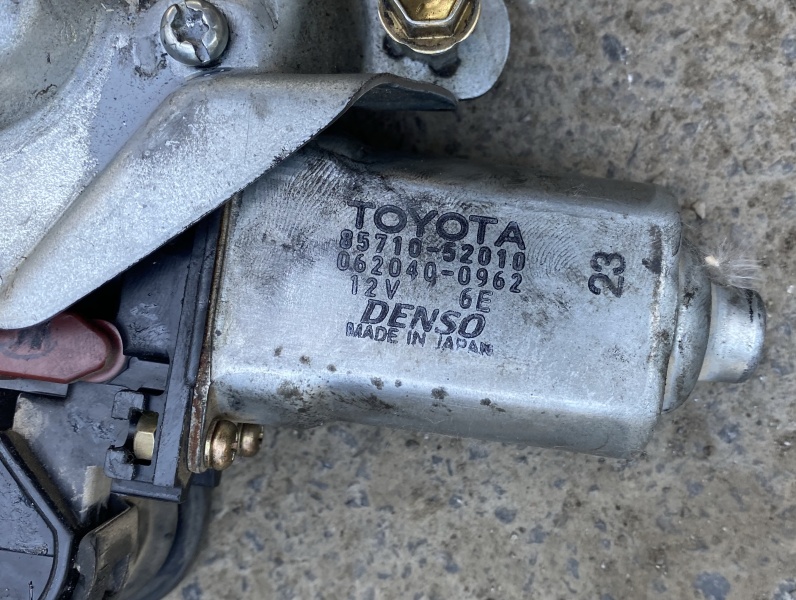 TOYOTA
85710-52010
062040-0962
12V 6E
DENSO
MADE IN JAPAN
23